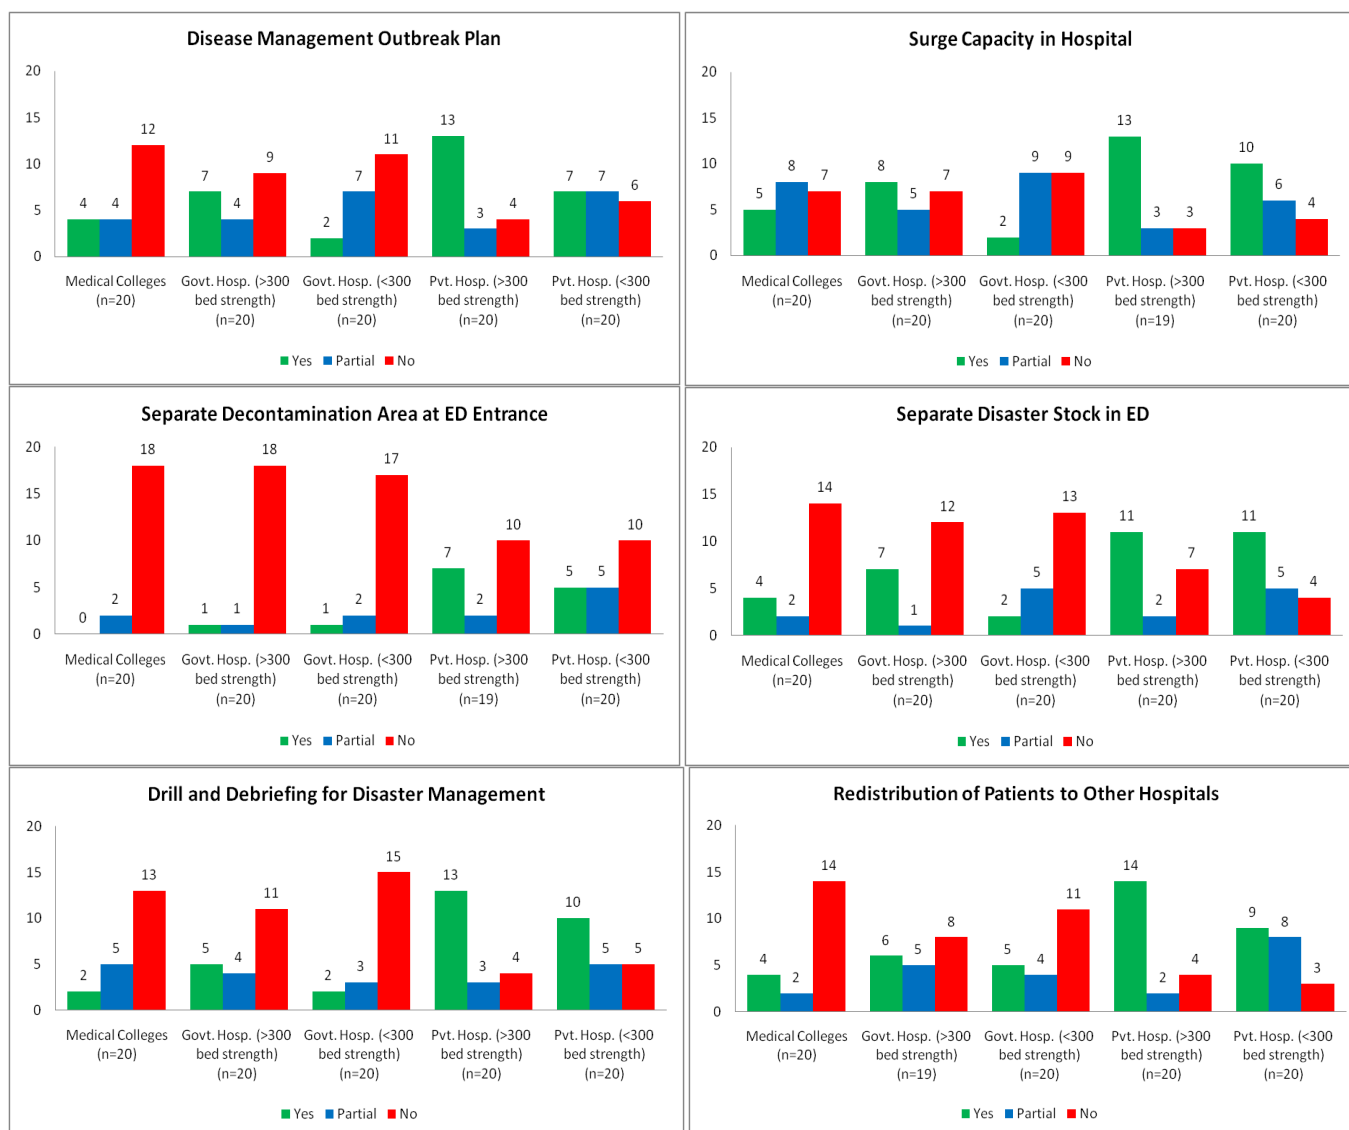 Disease Management Outbreak Plan
20
15
10
5
0
4 4 12 7 4 9 2 7 11 13 3 4 7 7 6
Medical Colleges Govt. Hosp. (>300 Govt. Hosp. (<300 Pvt. Hosp. (>300 Pvt. Hosp. (<300
(n=20) bed strength) bed strength) bed strength) bed strength)
(n=20) (n=20) (n=20) (n=20)
Yes Partial No
Surge Capacity in Hospital
20
15
10
5
0
5 8 7 8 5 7 2 9 9 13 3 3 10 6 4
Medical Colleges Govt. Hosp. (>300 Govt. Hosp. (<300 Pvt. Hosp. (>300 Pvt. Hosp. (<300
(n=20) bed strength) bed strength) bed strength) bed strength)
(n=20) (n=20) (n=19) (n=20)
Yes Partial No
Separate Decontamination Area at ED Entrance
20
15
10
5
0
0 2 18 1 1 18 1 2 17 7 2 10 5 5 10
Medical Colleges Govt. Hosp. (>300 Govt. Hosp. (<300 Pvt. Hosp. (>300 Pvt. Hosp. (<300
(n=20) bed strength) bed strength) bed strength) bed strength)
(n=20) (n=20) (n=19) (n=20)
Yes Partial No
Separate Disaster Stock in ED
20
15
10
5
0
4 2 14 7 1 12 2 5 13 11 2 7 11 5 4
Medical Colleges Govt. Hosp. (>300 Govt. Hosp. (<300 Pvt. Hosp. (>300 Pvt. Hosp. (<300
(n=20) bed strength) bed strength) bed strength) bed strength)
(n=20) (n=20) (n=20) (n=20)
Yes Partial No
Drill and Debriefing for Disaster Management
20
15
10
5
0
2 5 13 5 4 11 2 3 15 13 3 4 10 5 5
Medical Colleges Govt. Hosp. (>300 Govt. Hosp. (<300 Pvt. Hosp. (>300 Pvt. Hosp. (<300
(n=20) bed strength) bed strength) bed strength) bed strength)
(n=20) (n=20) (n=20) (n=20)
Yes Partial No
Redistribution of Patients to Other Hospitals
20
15
10
5
0
4 2 14 6 5 8 5 4 11 14 2 4 9 8 3
Medical Colleges Govt. Hosp. (>300 Govt. Hosp. (<300 Pvt. Hosp. (>300 Pvt. Hosp. (<300
(n=20) bed strength) bed strength) bed strength) bed strength)
(n=19) (n=20) (n=20) (n=20)
Yes Partial No